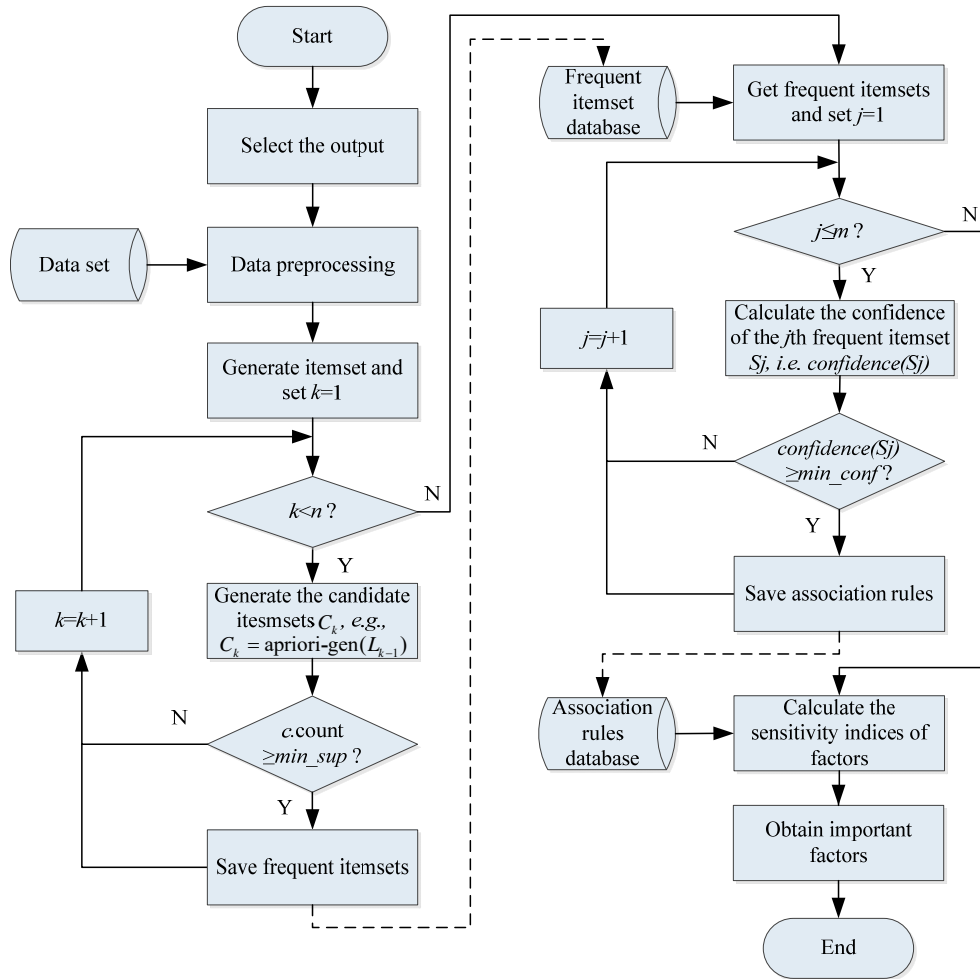 Start
Select the output
Data set
Data preprocessing
Generate itemset and
set k=1
k<n ?
N
Y
k=k+1
Generate the candidate
itesmsets Cₖ, e.g.,
Cₖ = apriori-gen(Lₖ₋₁)
N
c.count
≥min_sup ?
Y
Save frequent itemsets
Frequent
itemset
database
Get frequent itemsets
and set j=1
j≤m ?
N
Y
j=j+1
Calculate the confidence
of the jth frequent itemset
Sj, i.e. confidence(Sj)
N
confidence(Sj)
≥min_conf ?
Y
Save association rules
Association
rules
database
Calculate the
sensitivity indices of
factors
Obtain important
factors
End